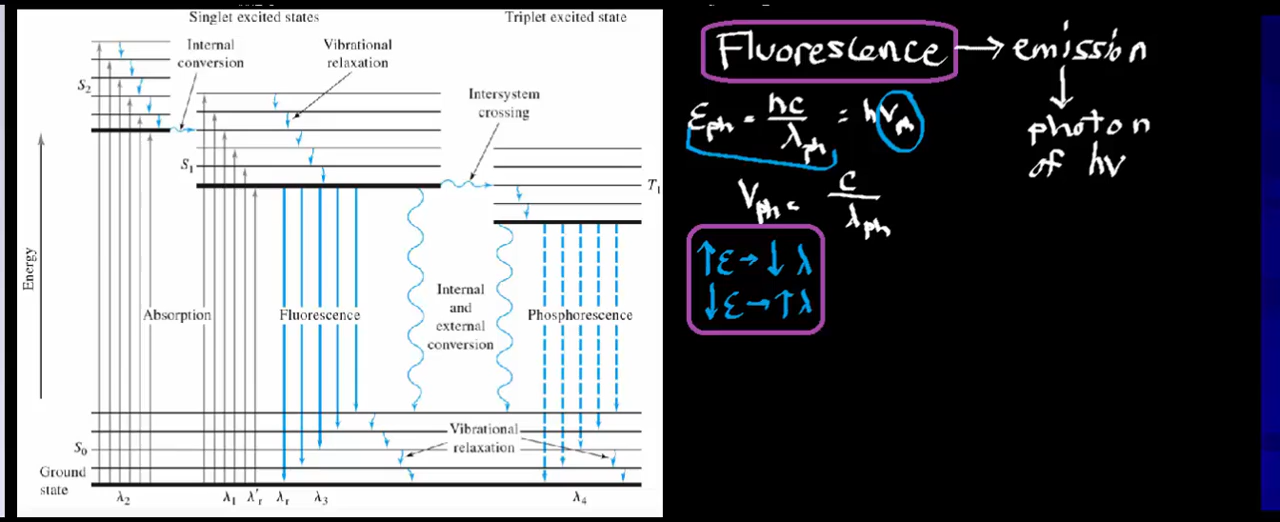 Singlet excited states
Triplet excited state
Internal
conversion
Vibrational
relaxation
Intersystem
crossing
S2
S1
T1
Energy
Absorption
Fluorescence
Internal
and
external
conversion
Phosphorescence
S0
Vibrational
relaxation
Ground
state
λ2
λ1
λ'r
λr
λ3
λ4
Fluorescence → emission
↓
photon
of hν
εph = hc/λph = hνph
νph = c/λph
↑ε → ↓λ
↓ε → ↑λ